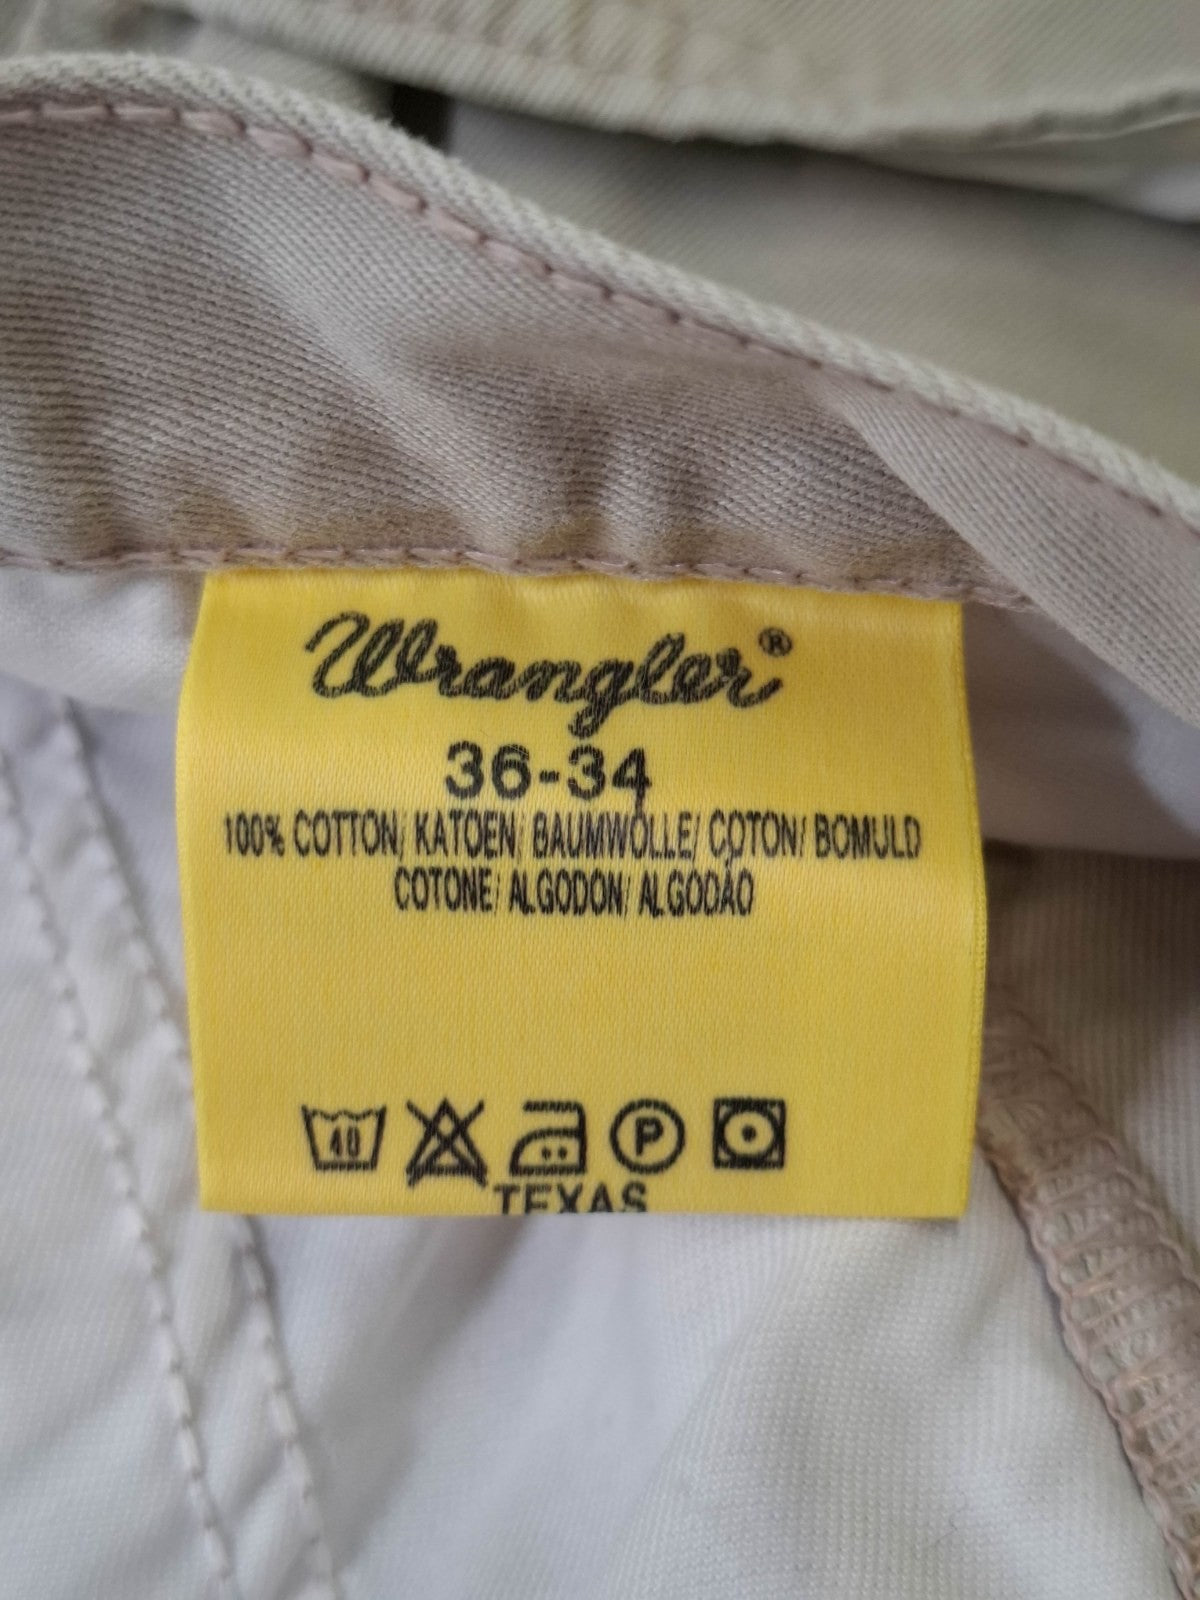 Wrangler®
36-34
100% COTTON/ KATOEN/ BAUMWOLLE/ COTON/ BOMULD
COTONE/ ALGODON/ ALGODÃO
40 P
TEXAS